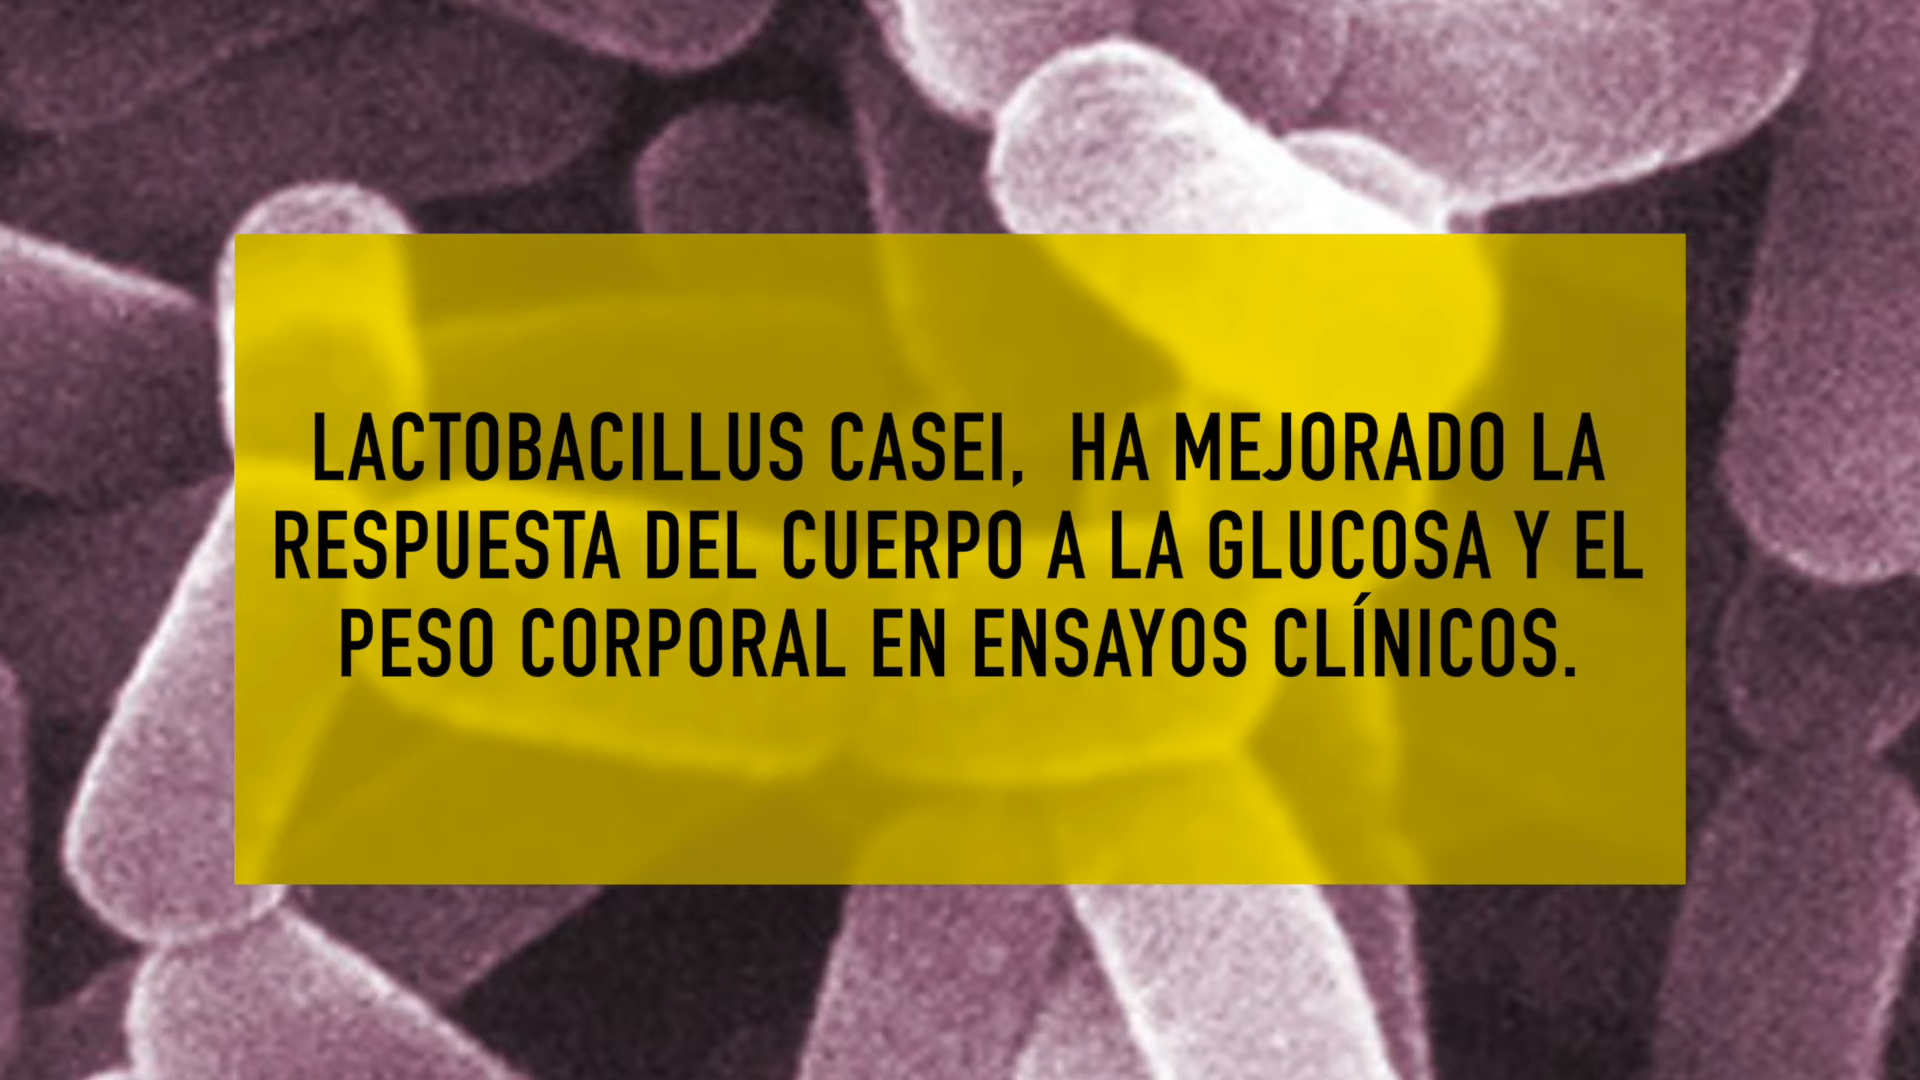 LACTOBACILLUS CASEI,  HA MEJORADO LA
RESPUESTA DEL CUERPO A LA GLUCOSA Y EL
PESO CORPORAL EN ENSAYOS CLÍNICOS.